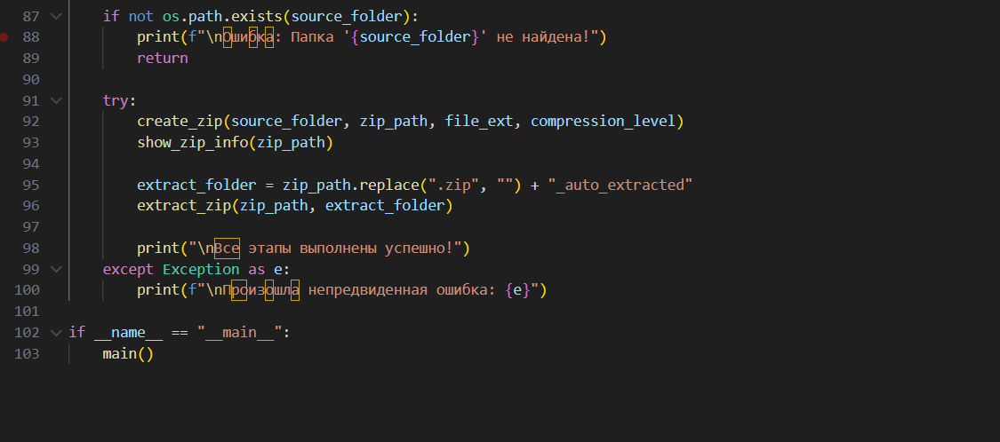 87 if not os.path.exists(source_folder):
88 print(f"\nОшибка: Папка '{source_folder}' не найдена!")
89 return
90
91 try:
92 create_zip(source_folder, zip_path, file_ext, compression_level)
93 show_zip_info(zip_path)
94
95 extract_folder = zip_path.replace(".zip", "") + "_auto_extracted"
96 extract_zip(zip_path, extract_folder)
97
98 print("\nВсе этапы выполнены успешно!")
99 except Exception as e:
100 print(f"\nПроизошла непредвиденная ошибка: {e}")
101
102 if __name__ == "__main__":
103 main()